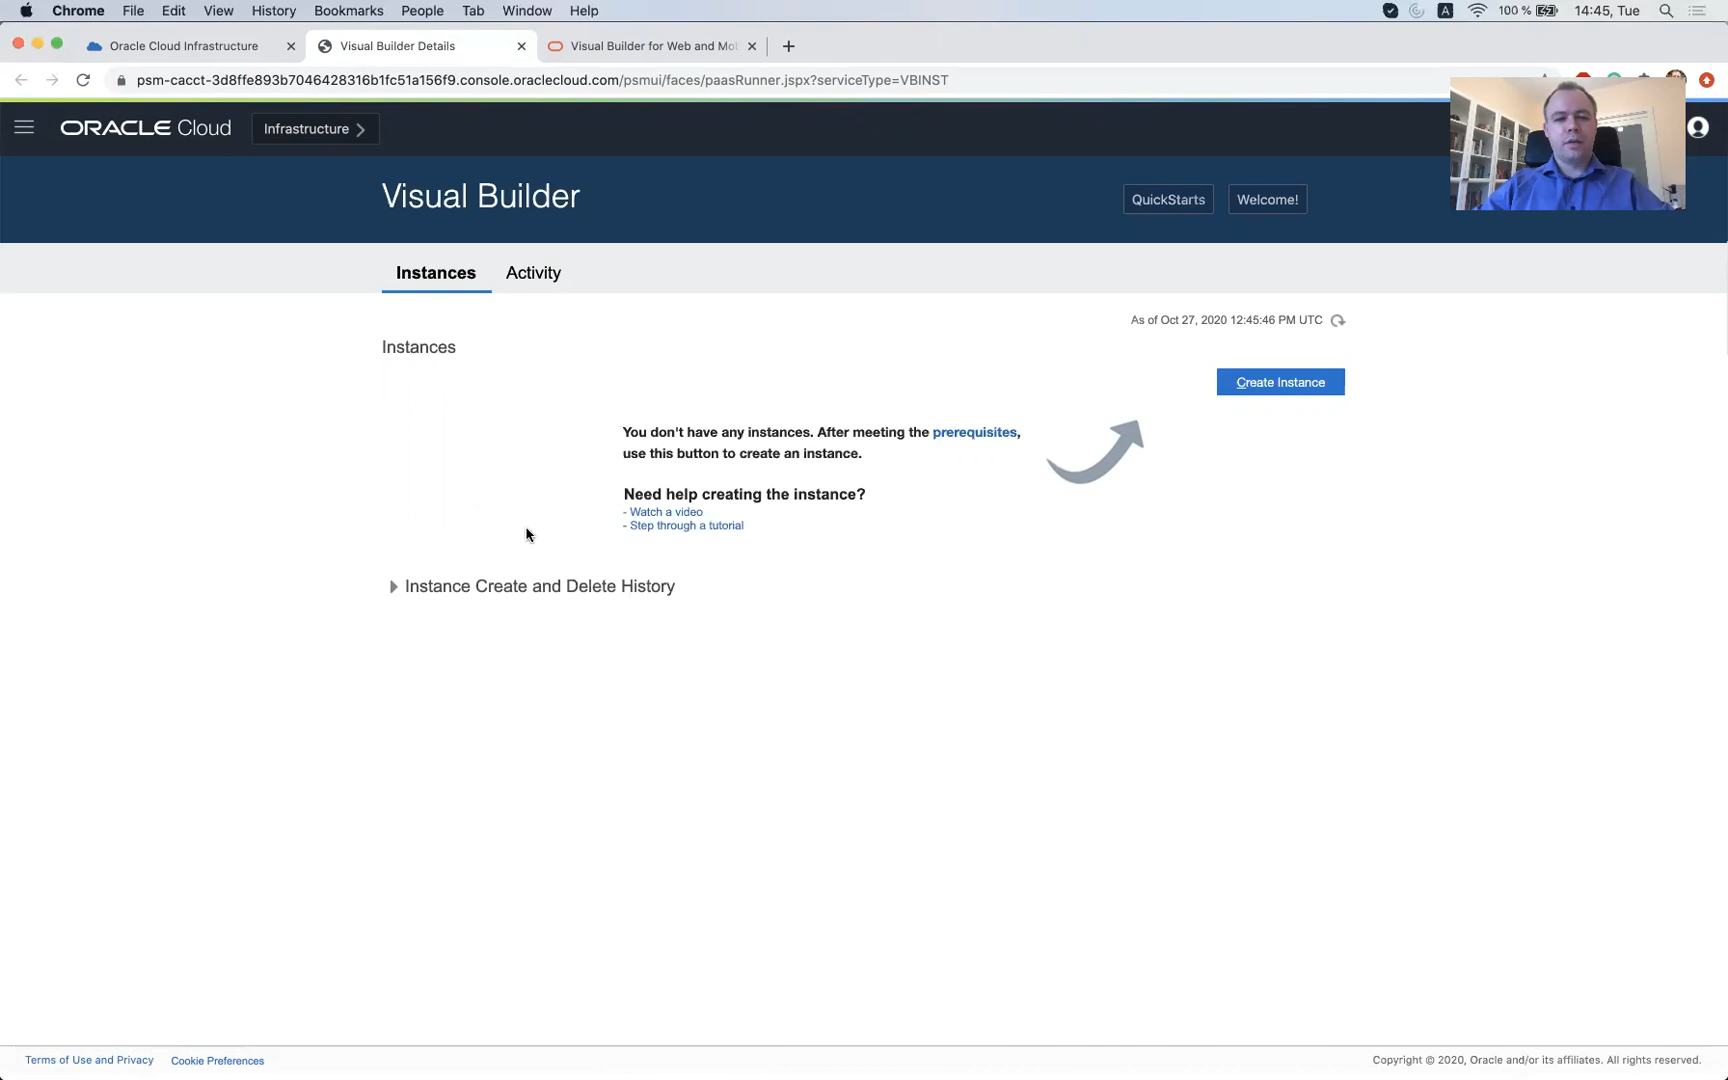 Chrome File Edit View History Bookmarks People Tab Window Help A 100 % 14:45, Tue
Oracle Cloud Infrastructure Visual Builder Details Visual Builder for Web and Mo
psm-cacct-3d8ffe893b7046428316b1fc51a156f9.console.oraclecloud.com/psmui/faces/paasRunner.jspx?serviceType=VBINST
ORACLE Cloud Infrastructure
Visual Builder QuickStarts Welcome!
Instances Activity
As of Oct 27, 2020 12:45:46 PM UTC
Instances
Create Instance
You don't have any instances. After meeting the prerequisites,
use this button to create an instance.
Need help creating the instance?
- Watch a video
- Step through a tutorial
Instance Create and Delete History
Terms of Use and Privacy Cookie Preferences Copyright © 2020, Oracle and/or its affiliates. All rights reserved.